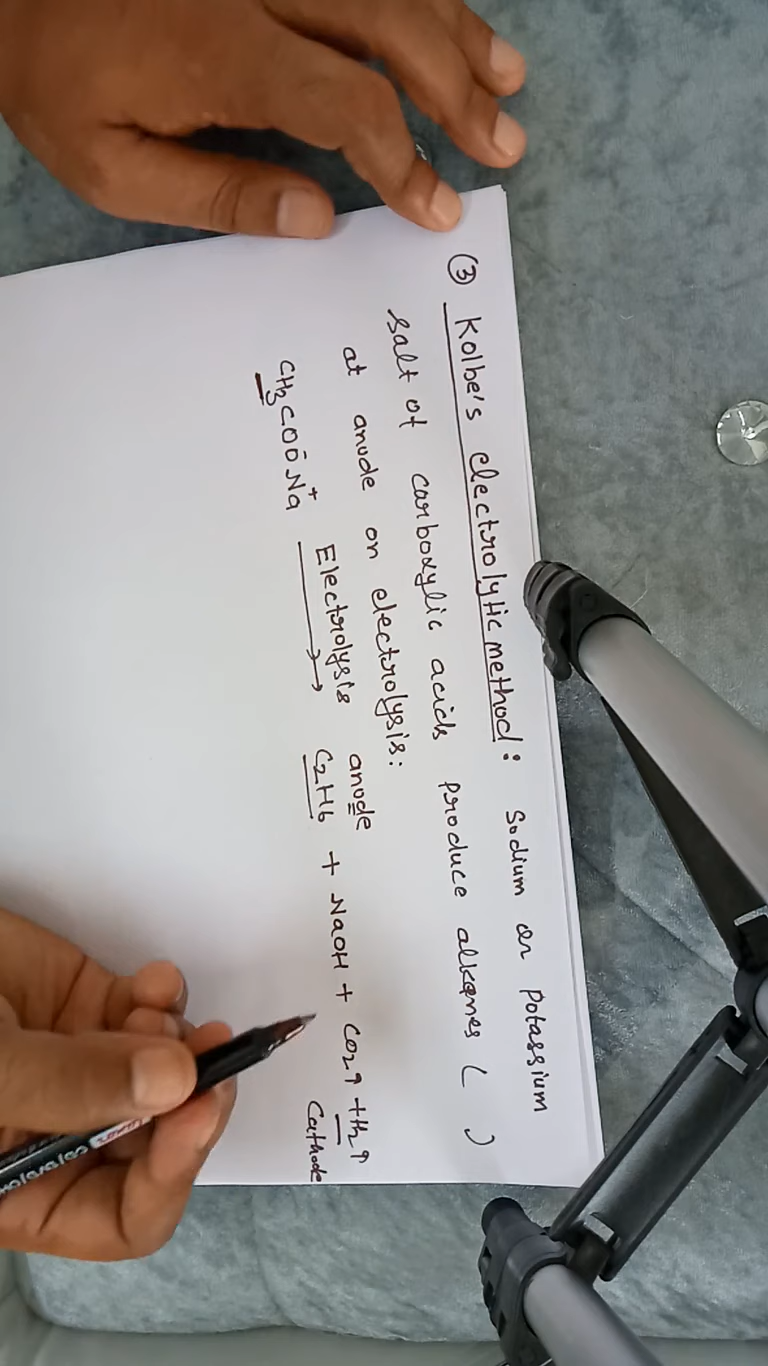 ③ Kolbe's electrolytic method: Sodium or Potassium
salt of carboxylic acids produce alkanes ( )
at anode on electrolysis:
Electrolysis anode
CH3COO⁻Na⁺ → C2H6 + NaOH + CO2↑ + H2↑
Cathode